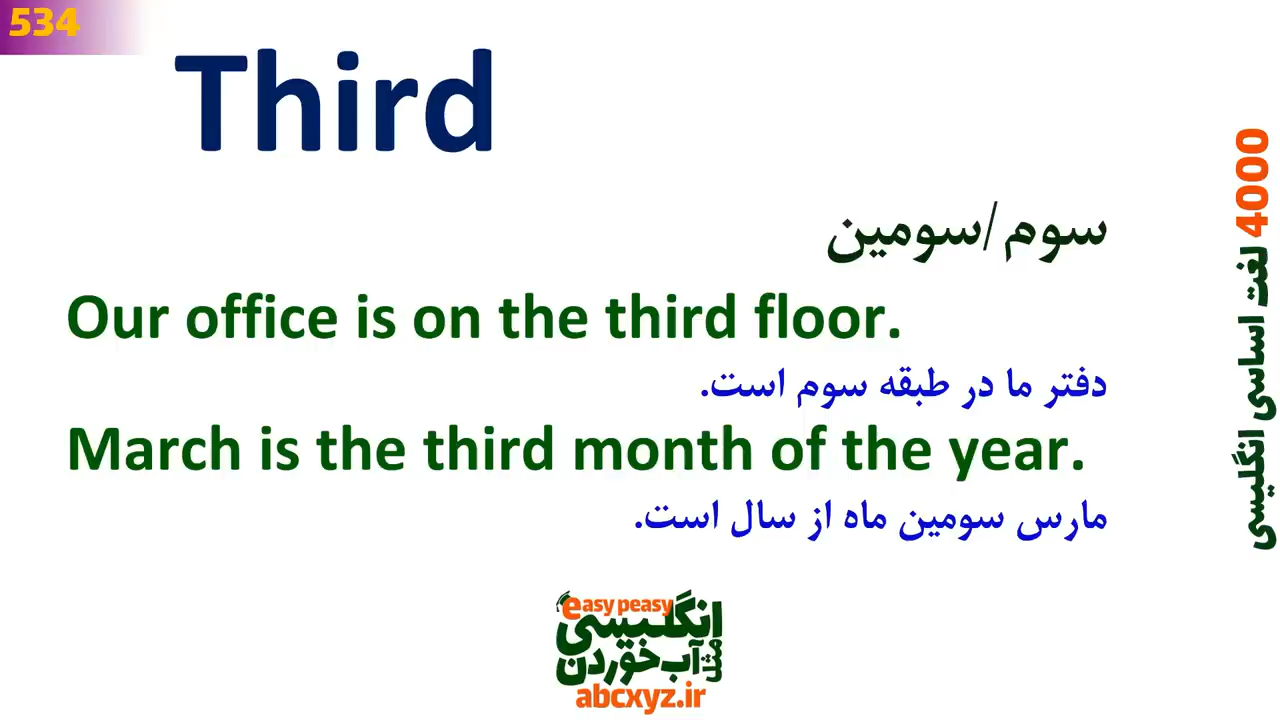 534
Third
سوم/سومین
Our office is on the third floor.
دفتر ما در طبقه سوم است.
March is the third month of the year.
مارس سومین ماه از سال است.
4000 لغت اساسی انگلیسی
easy peasy
انگلیسی
مثل آب خوردن
abcxyz.ir